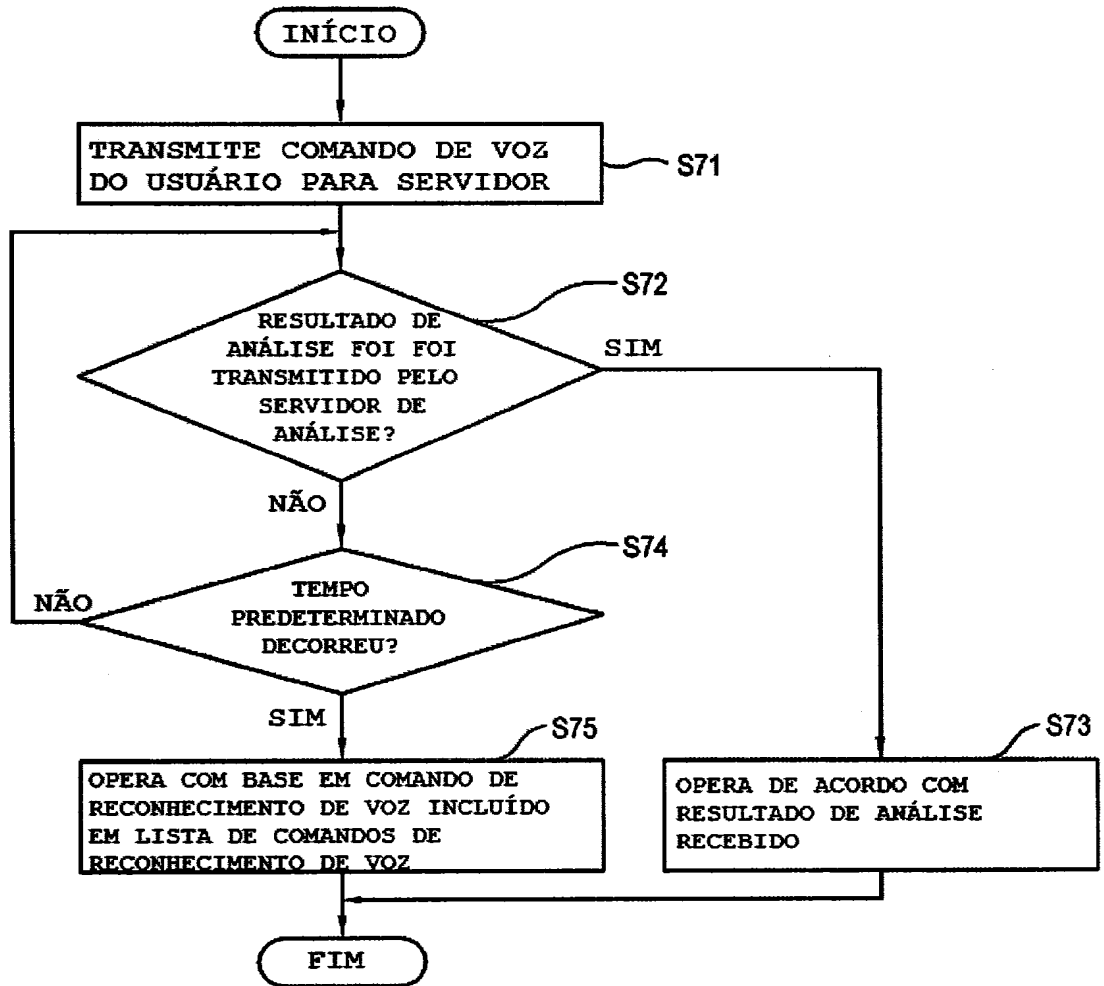 INÍCIO
TRANSMITE COMANDO DE VOZ
DO USUÁRIO PARA SERVIDOR
S71
S72
RESULTADO DE
ANÁLISE FOI FOI
TRANSMITIDO PELO
SERVIDOR DE
ANÁLISE?
SIM
NÃO
S74
TEMPO
PREDETERMINADO
DECORREU?
NÃO
SIM
S75
OPERA COM BASE EM COMANDO DE
RECONHECIMENTO DE VOZ INCLUÍDO
EM LISTA DE COMANDOS DE
RECONHECIMENTO DE VOZ
S73
OPERA DE ACORDO COM
RESULTADO DE ANÁLISE
RECEBIDO
FIM